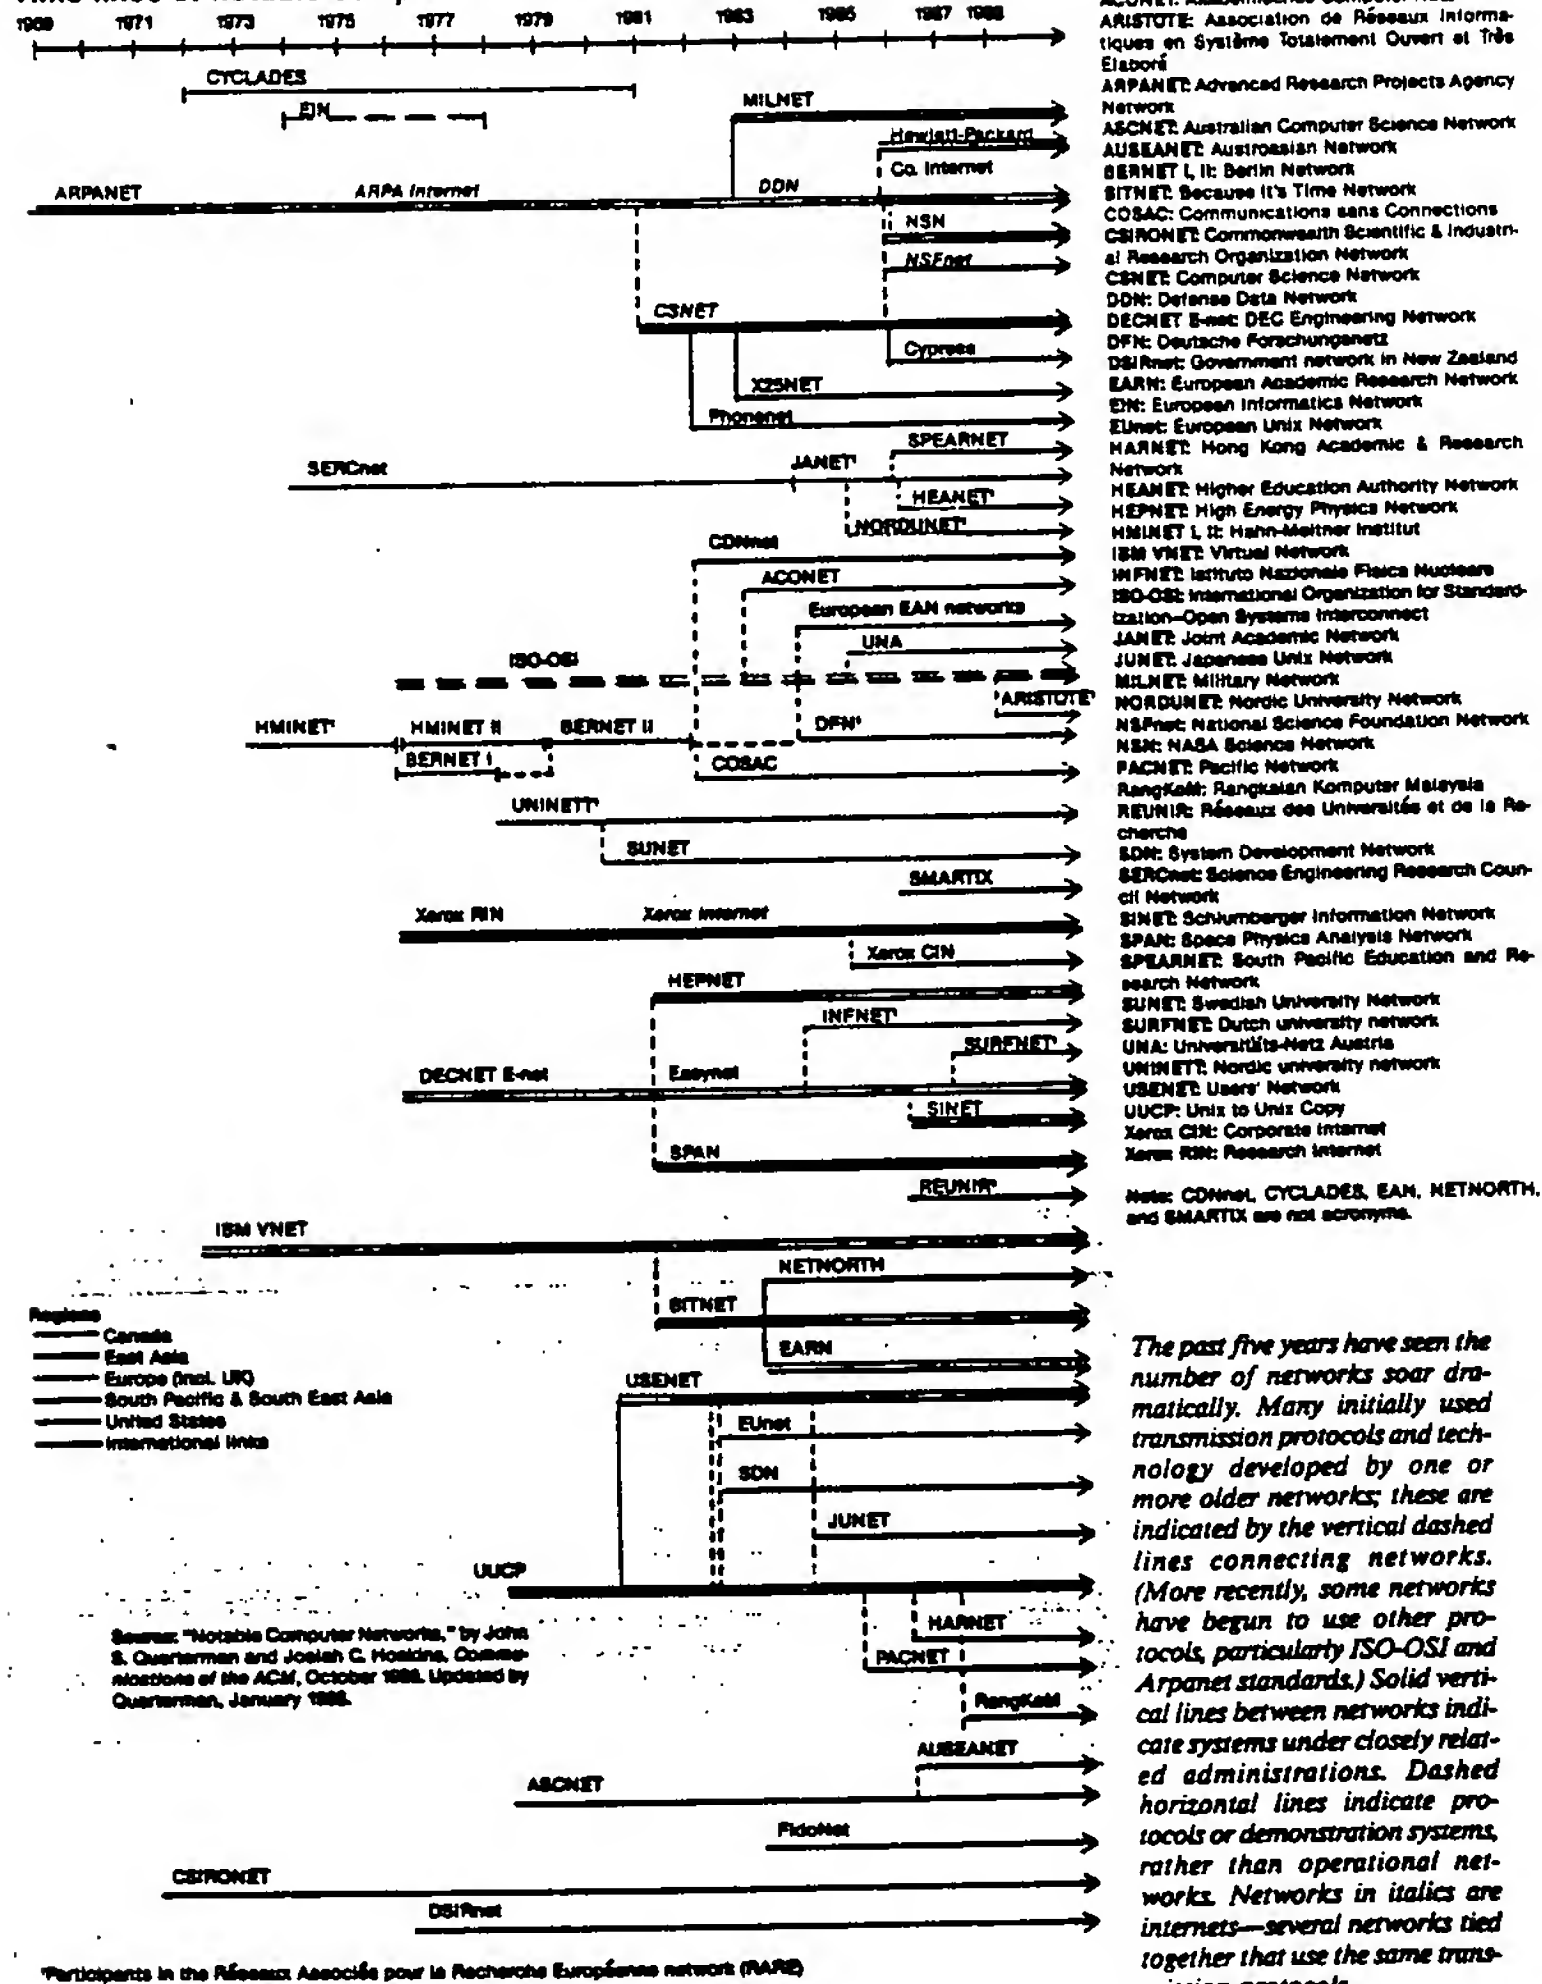 1969 1971 1973 1975 1977 1979 1981 1983 1985 1987 1988
CYCLADES
EIN
MILNET
Hewlett-Packard
Co. Internet
ARPANET
ARPA Internet
DDN
NSN
NSFnet
CSNET
Cypress
X25NET
Phonenet
SPEARNET
SERCnet
JANET'
HEANET'
NORDUNET'
CDNnet
ACONET
European EAN networks
UNA
ISO-OSI
ARISTOTE'
HMINET'
HMINET II
BERNET II
DFN'
BERNET I
COSAC
UNINETT'
SUNET
SMARTIX
Xerox RIN
Xerox Internet
Xerox CIN
HEPNET
INFNET'
SURFNET'
DECNET E-net
Easynet
SINET
SPAN
REUNIR'
IBM VNET
NETNORTH
BITNET
EARN
Regions
Canada
East Asia
Europe (incl. UK)
South Pacific & South East Asia
United States
International links
USENET
EUnet
SDN
JUNET
UUCP
HARNET
PACNET
RangKoM
Source: "Notable Computer Networks," by John
S. Quarterman and Josiah C. Hoskins, Commu-
nications of the ACM, October 1986. Updated by
Quarterman, January 1988.
AUSEANET
ASCNET
FidoNet
CSIRONET
DSIRnet
'Participants in the Réseaux Associés pour la Recherche Européenne network (RARE)
ARISTOTE: Association de Réseaux Informa-
tiques en Système Totalement Ouvert et Très
Elaboré
ARPANET: Advanced Research Projects Agency
Network
ASCNET: Australian Computer Science Network
AUSEANET: Austroasian Network
BERNET I, II: Berlin Network
BITNET: Because It's Time Network
COSAC: Communications sans Connections
CSIRONET: Commonwealth Scientific & Industri-
al Research Organization Network
CSNET: Computer Science Network
DDN: Defense Data Network
DECNET E-net: DEC Engineering Network
DFN: Deutsche Forschungsnetz
DSIRnet: Government network in New Zealand
EARN: European Academic Research Network
EIN: European Informatics Network
EUnet: European Unix Network
HARNET: Hong Kong Academic & Research
Network
HEANET: Higher Education Authority Network
HEPNET: High Energy Physics Network
HMINET I, II: Hahn-Meitner Institut
IBM VNET: Virtual Network
INFNET: Istituto Nazionale Fisica Nucleare
ISO-OSI: International Organization for Standard-
ization–Open Systems Interconnect
JANET: Joint Academic Network
JUNET: Japanese Unix Network
MILNET: Military Network
NORDUNET: Nordic University Network
NSFnet: National Science Foundation Network
NSN: NASA Science Network
PACNET: Pacific Network
RangKoM: Rangkaian Komputer Malaysia
REUNIR: Réseaux des Universités et de la Re-
cherche
SDN: System Development Network
SERCnet: Science Engineering Research Coun-
cil Network
SINET: Schlumberger Information Network
SPAN: Space Physics Analysis Network
SPEARNET: South Pacific Education and Re-
search Network
SUNET: Swedish University Network
SURFNET: Dutch university network
UNA: Universitäts-Netz Austria
UNINETT: Nordic university network
USENET: Users' Network
UUCP: Unix to Unix Copy
Xerox CIN: Corporate Internet
Xerox RIN: Research Internet
Note: CDNnet, CYCLADES, EAN, NETNORTH,
and SMARTIX are not acronyms.
The past five years have seen the
number of networks soar dra-
matically. Many initially used
transmission protocols and tech-
nology developed by one or
more older networks; these are
indicated by the vertical dashed
lines connecting networks.
(More recently, some networks
have begun to use other pro-
tocols, particularly ISO-OSI and
Arpanet standards.) Solid verti-
cal lines between networks indi-
cate systems under closely relat-
ed administrations. Dashed
horizontal lines indicate pro-
tocols or demonstration systems,
rather than operational net-
works. Networks in italics are
internets—several networks tied
together that use the same trans-